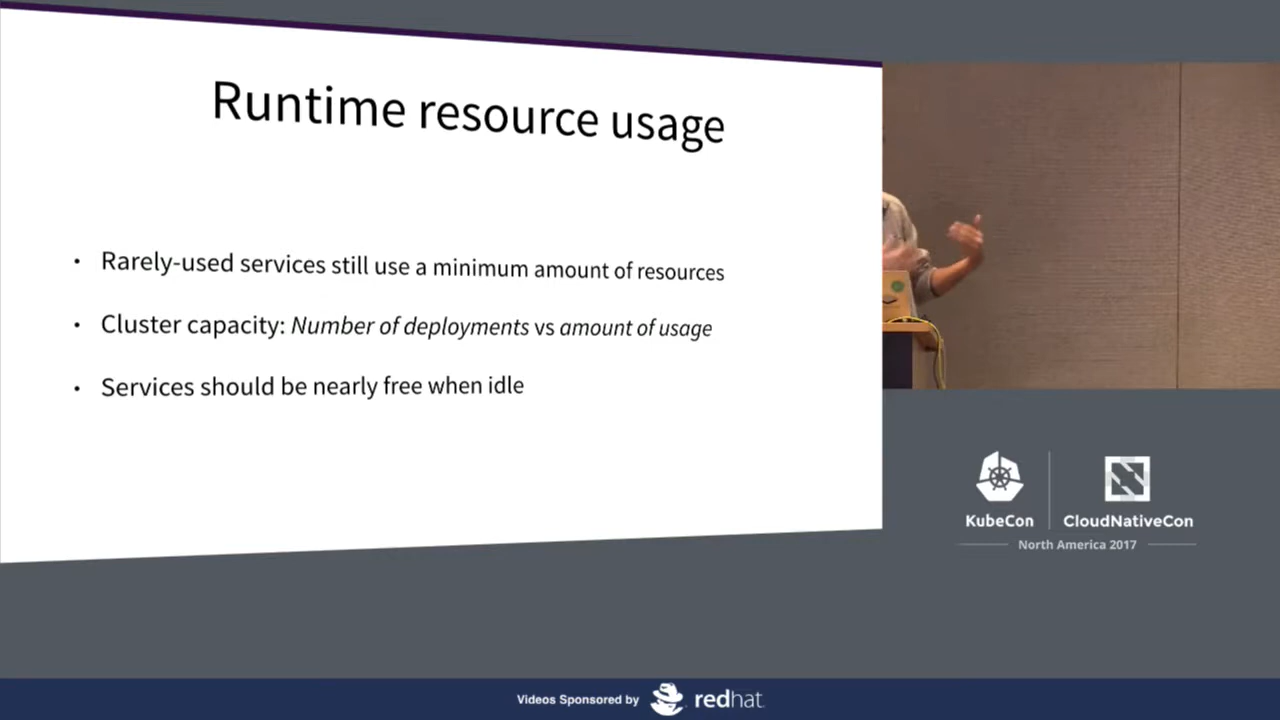 Runtime resource usage
• Rarely-used services still use a minimum amount of resources
• Cluster capacity: Number of deployments vs amount of usage
• Services should be nearly free when idle
KubeCon
CloudNativeCon
North America 2017
Videos Sponsored by redhat.